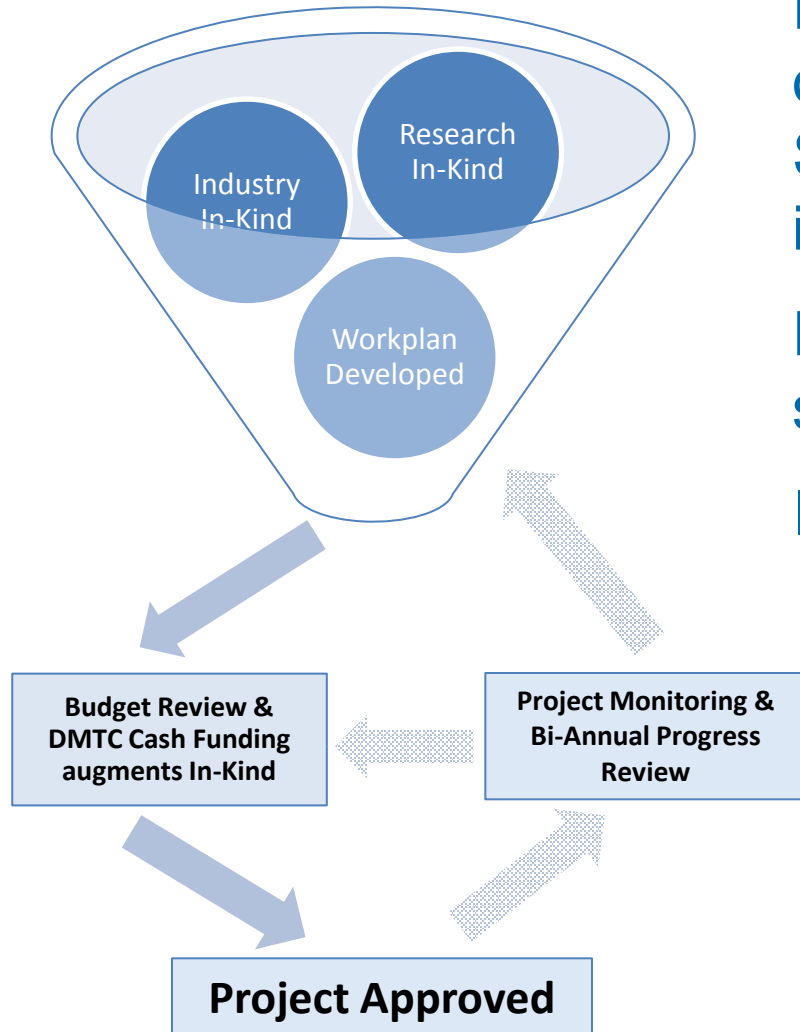 Research
In-Kind
Industry
In-Kind
Workplan
Developed
Budget Review &
DMTC Cash Funding
augments In-Kind
Project Monitoring &
Bi-Annual Progress
Review
Project Approved